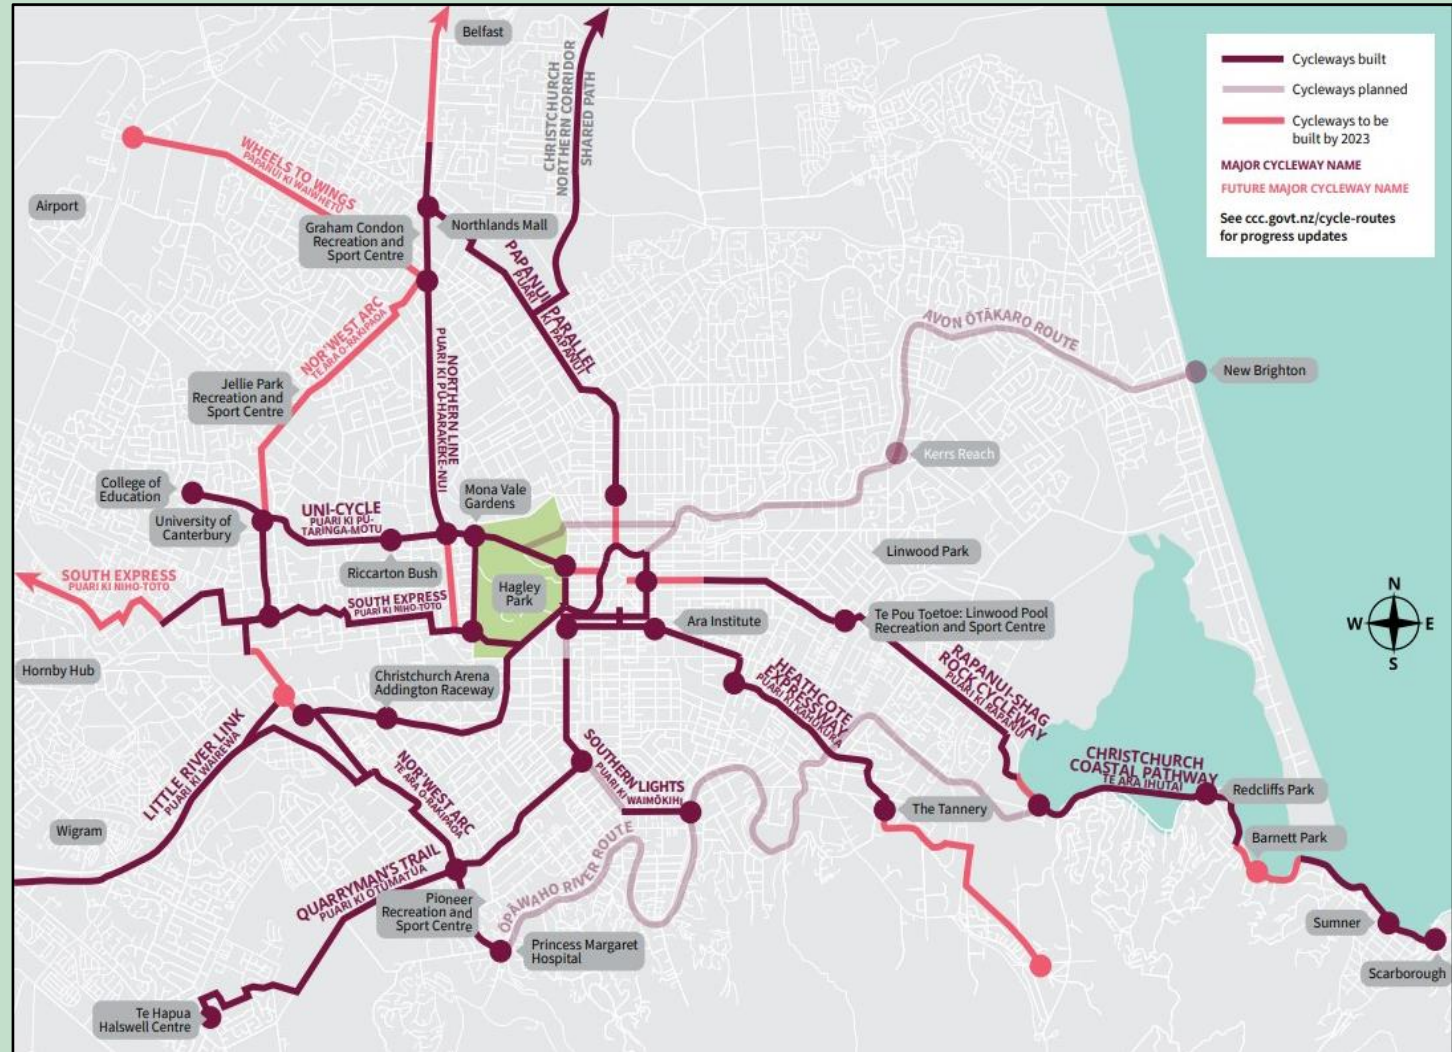 Belfast
CHRISTCHURCH
NORTHERN CORRIDOR
SHARED PATH
Cycleways built
Cycleways planned
Cycleways to be
built by 2023
MAJOR CYCLEWAY NAME
FUTURE MAJOR CYCLEWAY NAME
See ccc.govt.nz/cycle-routes
for progress updates
WHEELS TO WINGS
PAPANUI KI WAIWHETŪ
Airport
Graham Condon
Recreation and
Sport Centre
Northlands Mall
PAPANUI PARALLEL
PUARI KI PAPANUI
NOR'WEST ARC
TE ARA O-RAKIPAOA
NORTHERN LINE
PUARI KI PŪ-HARAKEKE-NUI
AVON ŌTĀKARO ROUTE
New Brighton
Jellie Park
Recreation and
Sport Centre
Kerrs Reach
College of
Education
Mona Vale
Gardens
UNI-CYCLE
PUARI KI PŪ-
TARINGA-MOTU
University of
Canterbury
Linwood Park
Riccarton Bush
SOUTH EXPRESS
PUARI KI NIHO-TOTO
SOUTH EXPRESS
PUARI KI NIHO-TOTO
Hagley
Park
Ara Institute
Te Pou Toetoe: Linwood Pool
Recreation and Sport Centre
N
W
E
S
Hornby Hub
Christchurch Arena
Addington Raceway
HEATHCOTE
EXPRESSWAY
PUARI KI KAHUKURA
RAPANUI-SHAG
ROCK CYCLEWAY
PUARI KI RAPANUI
LITTLE RIVER LINK
PUARI KI WAIREWA
NOR'WEST ARC
TE ARA O-RAKIPAOA
SOUTHERN LIGHTS
PUARI KI WAIMŌKIHI
CHRISTCHURCH
COASTAL PATHWAY
TE ARA IHUTAI
Redcliffs Park
The Tannery
Wigram
Barnett Park
QUARRYMAN'S TRAIL
PUARI KI OTUMATUA
ŌPĀWAHO RIVER ROUTE
Pioneer
Recreation and
Sport Centre
Sumner
Princess Margaret
Hospital
Scarborough
Te Hapua
Halswell Centre